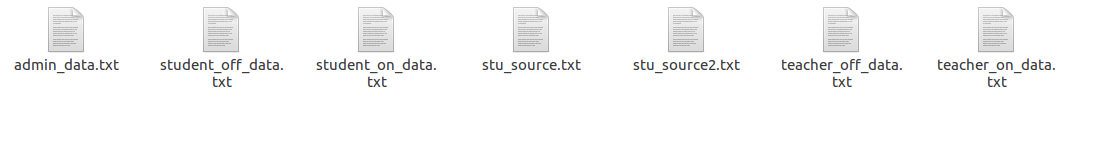 admin_data.txt
student_off_data.
txt
student_on_data.
txt
stu_source.txt
stu_source2.txt
teacher_off_data.
txt
teacher_on_data.
txt